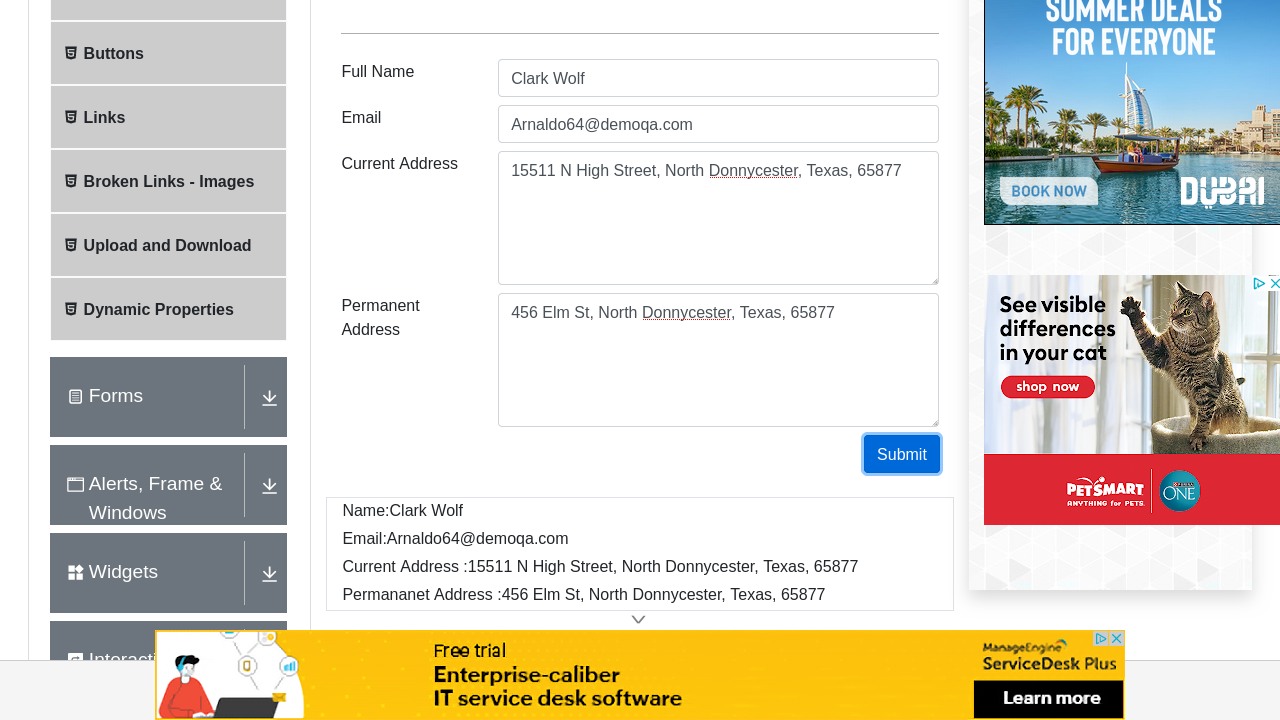 Buttons
Links
Broken Links - Images
Upload and Download
Dynamic Properties
Forms
Alerts, Frame &
Windows
Widgets
Interacti
Full Name
Clark Wolf
Email
Arnaldo64@demoqa.com
Current Address
15511 N High Street, North Donnycester, Texas, 65877
Permanent
Address
456 Elm St, North Donnycester, Texas, 65877
Submit
Name:Clark Wolf
Email:Arnaldo64@demoqa.com
Current Address :15511 N High Street, North Donnycester, Texas, 65877
Permananet Address :456 Elm St, North Donnycester, Texas, 65877
SUMMER DEALS
FOR EVERYONE
BOOK NOW
DUBAI
See visible
differences
in your cat
shop now
PETSMART
ANYTHING for PETS.
ONE
Free trial
Enterprise-caliber
IT service desk software
ManageEngine
ServiceDesk Plus
Learn more